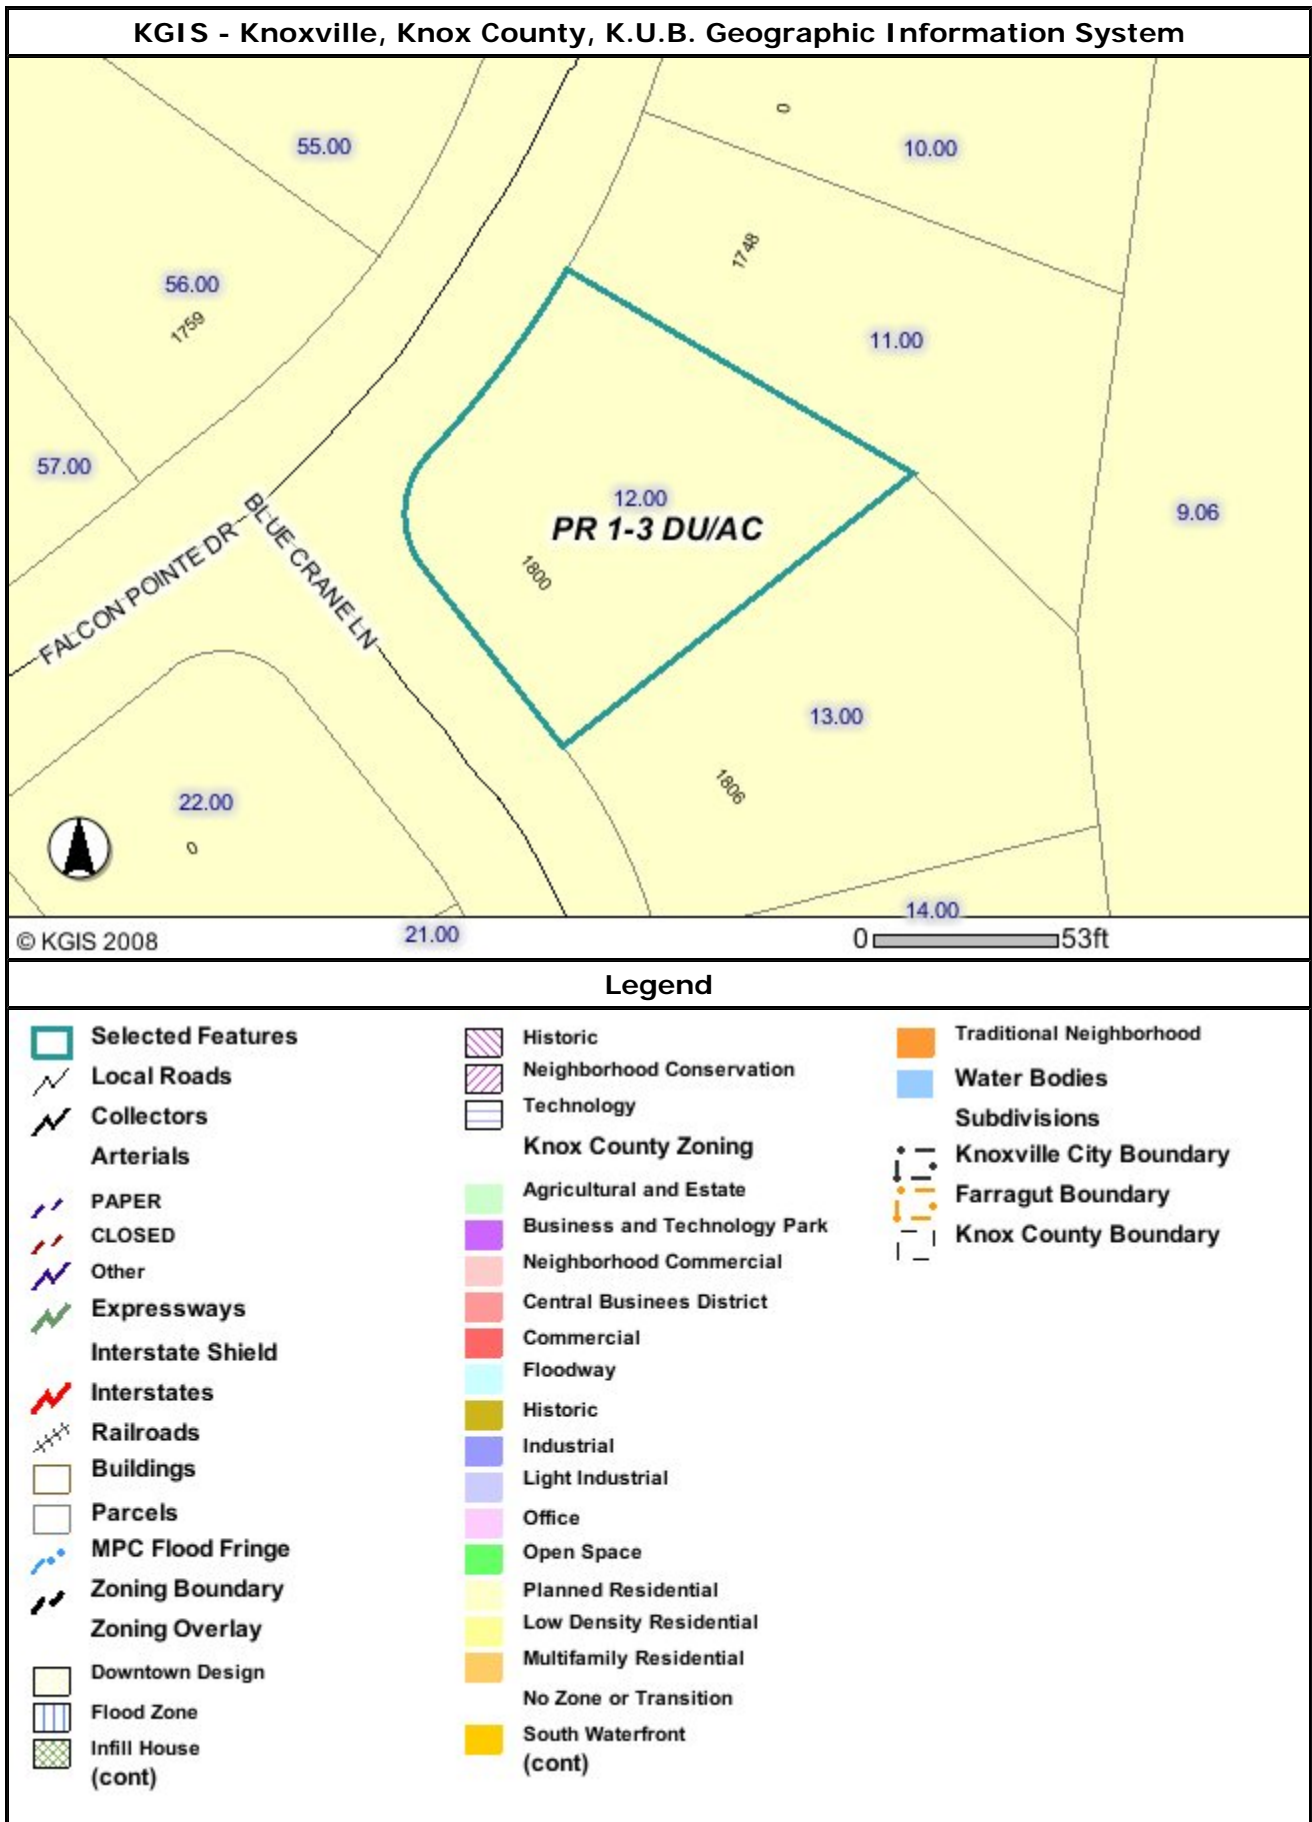 KGIS - Knoxville, Knox County, K.U.B. Geographic Information System
0
55.00
10.00
1748
56.00
1759
11.00
57.00
12.00
PR 1-3 DU/AC
9.06
BLUE CRANE LN
FALCON POINTE DR
1800
13.00
1806
22.00
0
14.00
21.00
© KGIS 2008
0 53ft
Legend
Selected Features
Local Roads
Collectors
Arterials
PAPER
CLOSED
Other
Expressways
Interstate Shield
Interstates
Railroads
Buildings
Parcels
MPC Flood Fringe
Zoning Boundary
Zoning Overlay
Downtown Design
Flood Zone
Infill House
(cont)
Historic
Neighborhood Conservation
Technology
Knox County Zoning
Agricultural and Estate
Business and Technology Park
Neighborhood Commercial
Central Businees District
Commercial
Floodway
Historic
Industrial
Light Industrial
Office
Open Space
Planned Residential
Low Density Residential
Multifamily Residential
No Zone or Transition
South Waterfront
(cont)
Traditional Neighborhood
Water Bodies
Subdivisions
Knoxville City Boundary
Farragut Boundary
Knox County Boundary